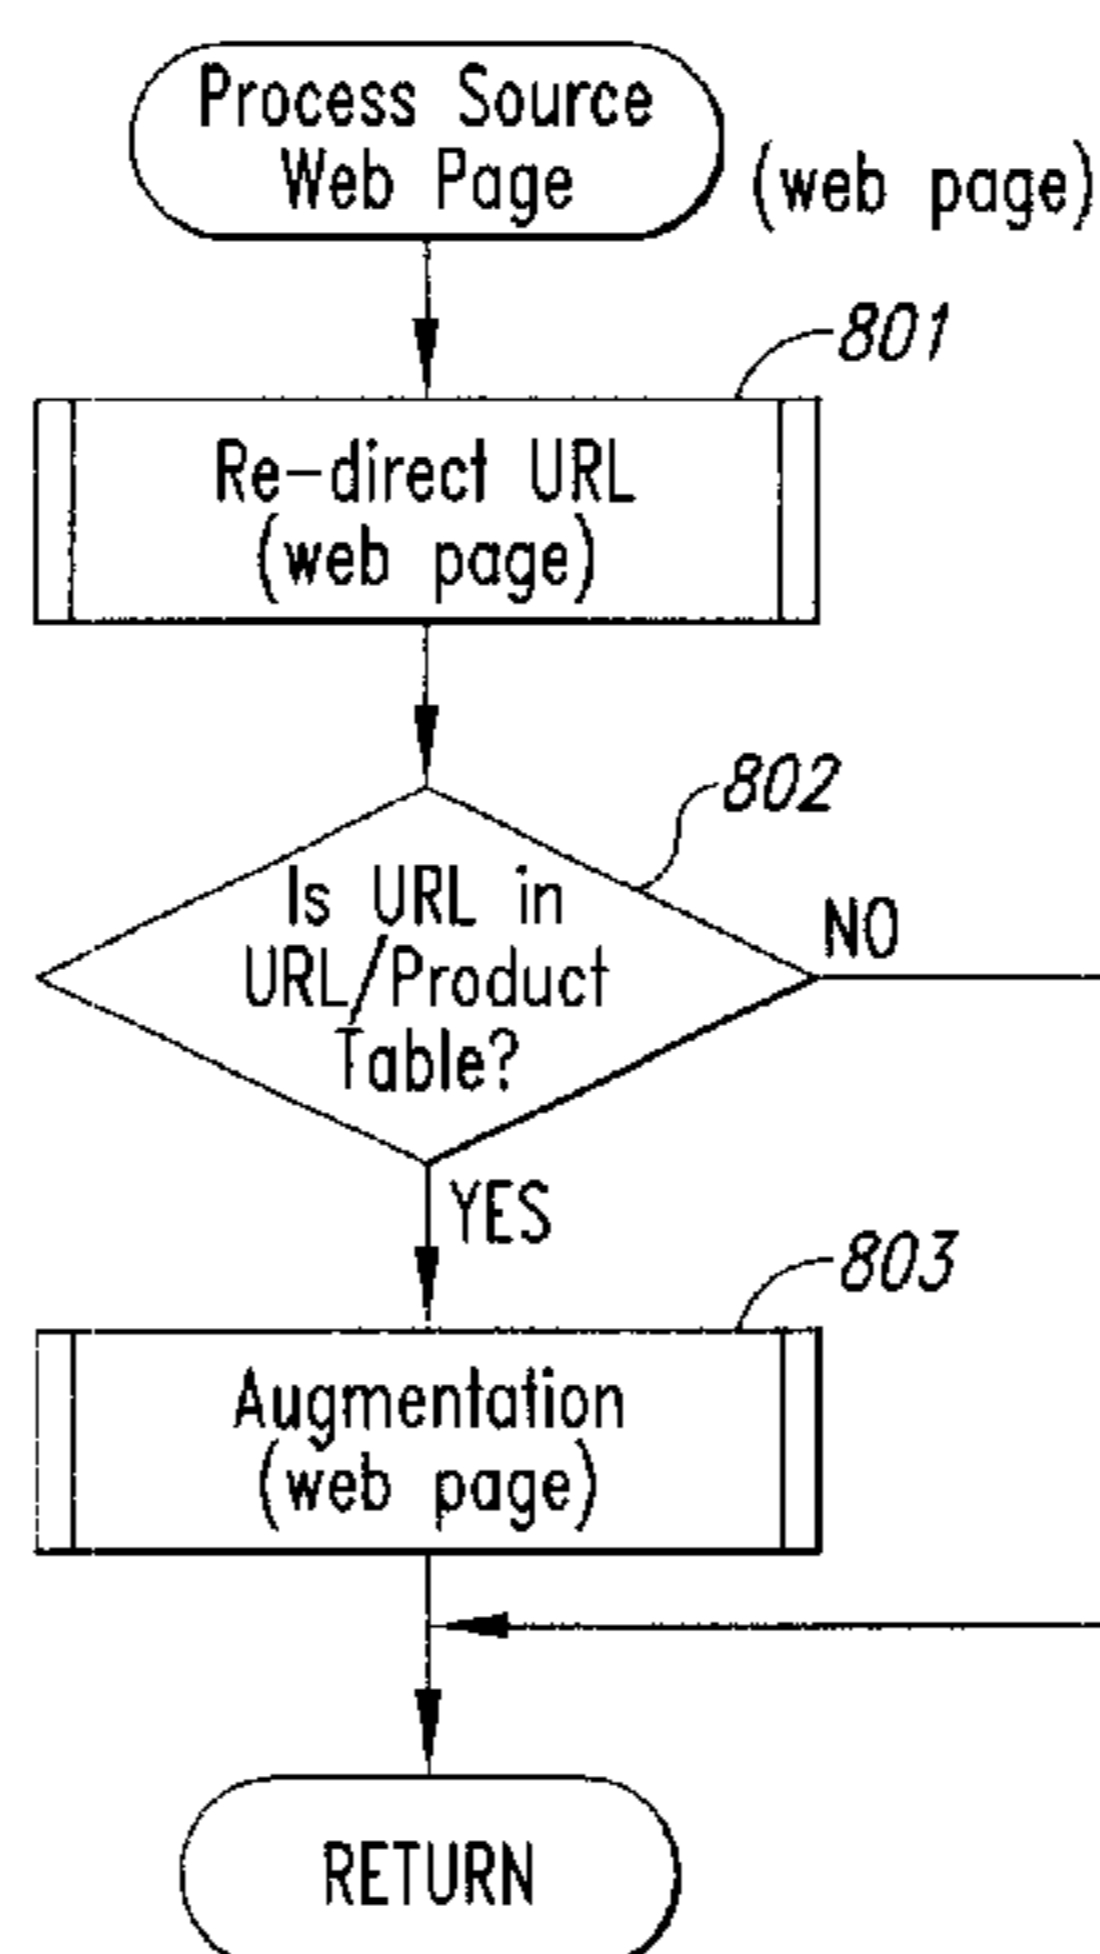 Process Source
Web Page
(web page)
801
Re-direct URL
(web page)
802
Is URL in
URL/Product
Table?
NO
YES
803
Augmentation
(web page)
RETURN